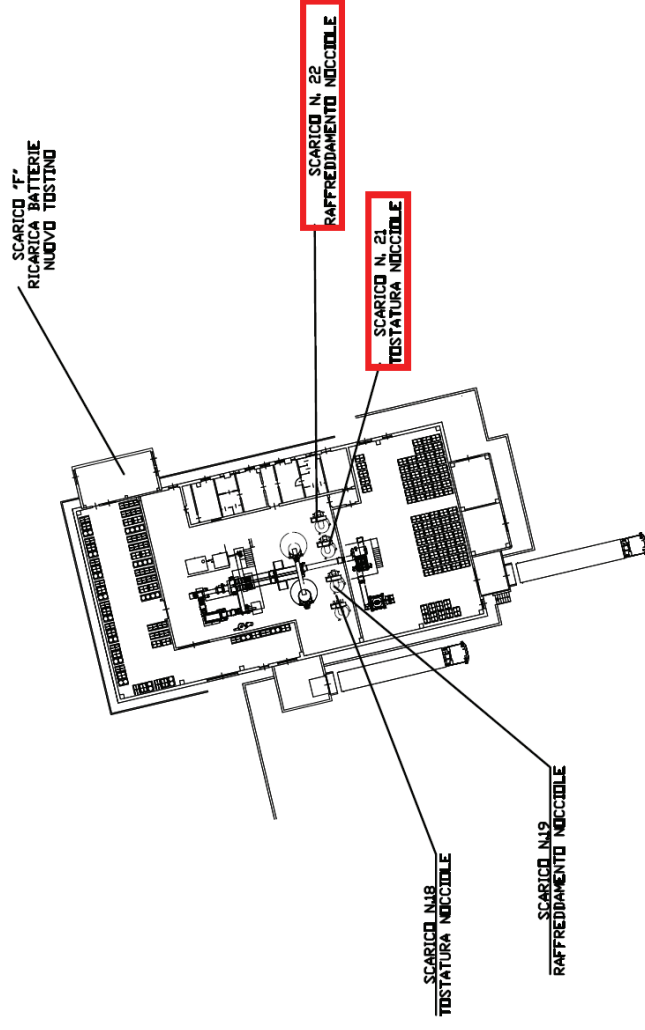 SCARICO "F"
RICARICA BATTERIE
NUOVO TOSTINO
SCARICO N. 22
RAFFREDDAMENTO NOCCIOLE
SCARICO N. 21
TOSTATURA NOCCIOLE
SCARICO N.18
TOSTATURA NOCCIOLE
SCARICO N.19
RAFFREDDAMENTO NOCCIOLE